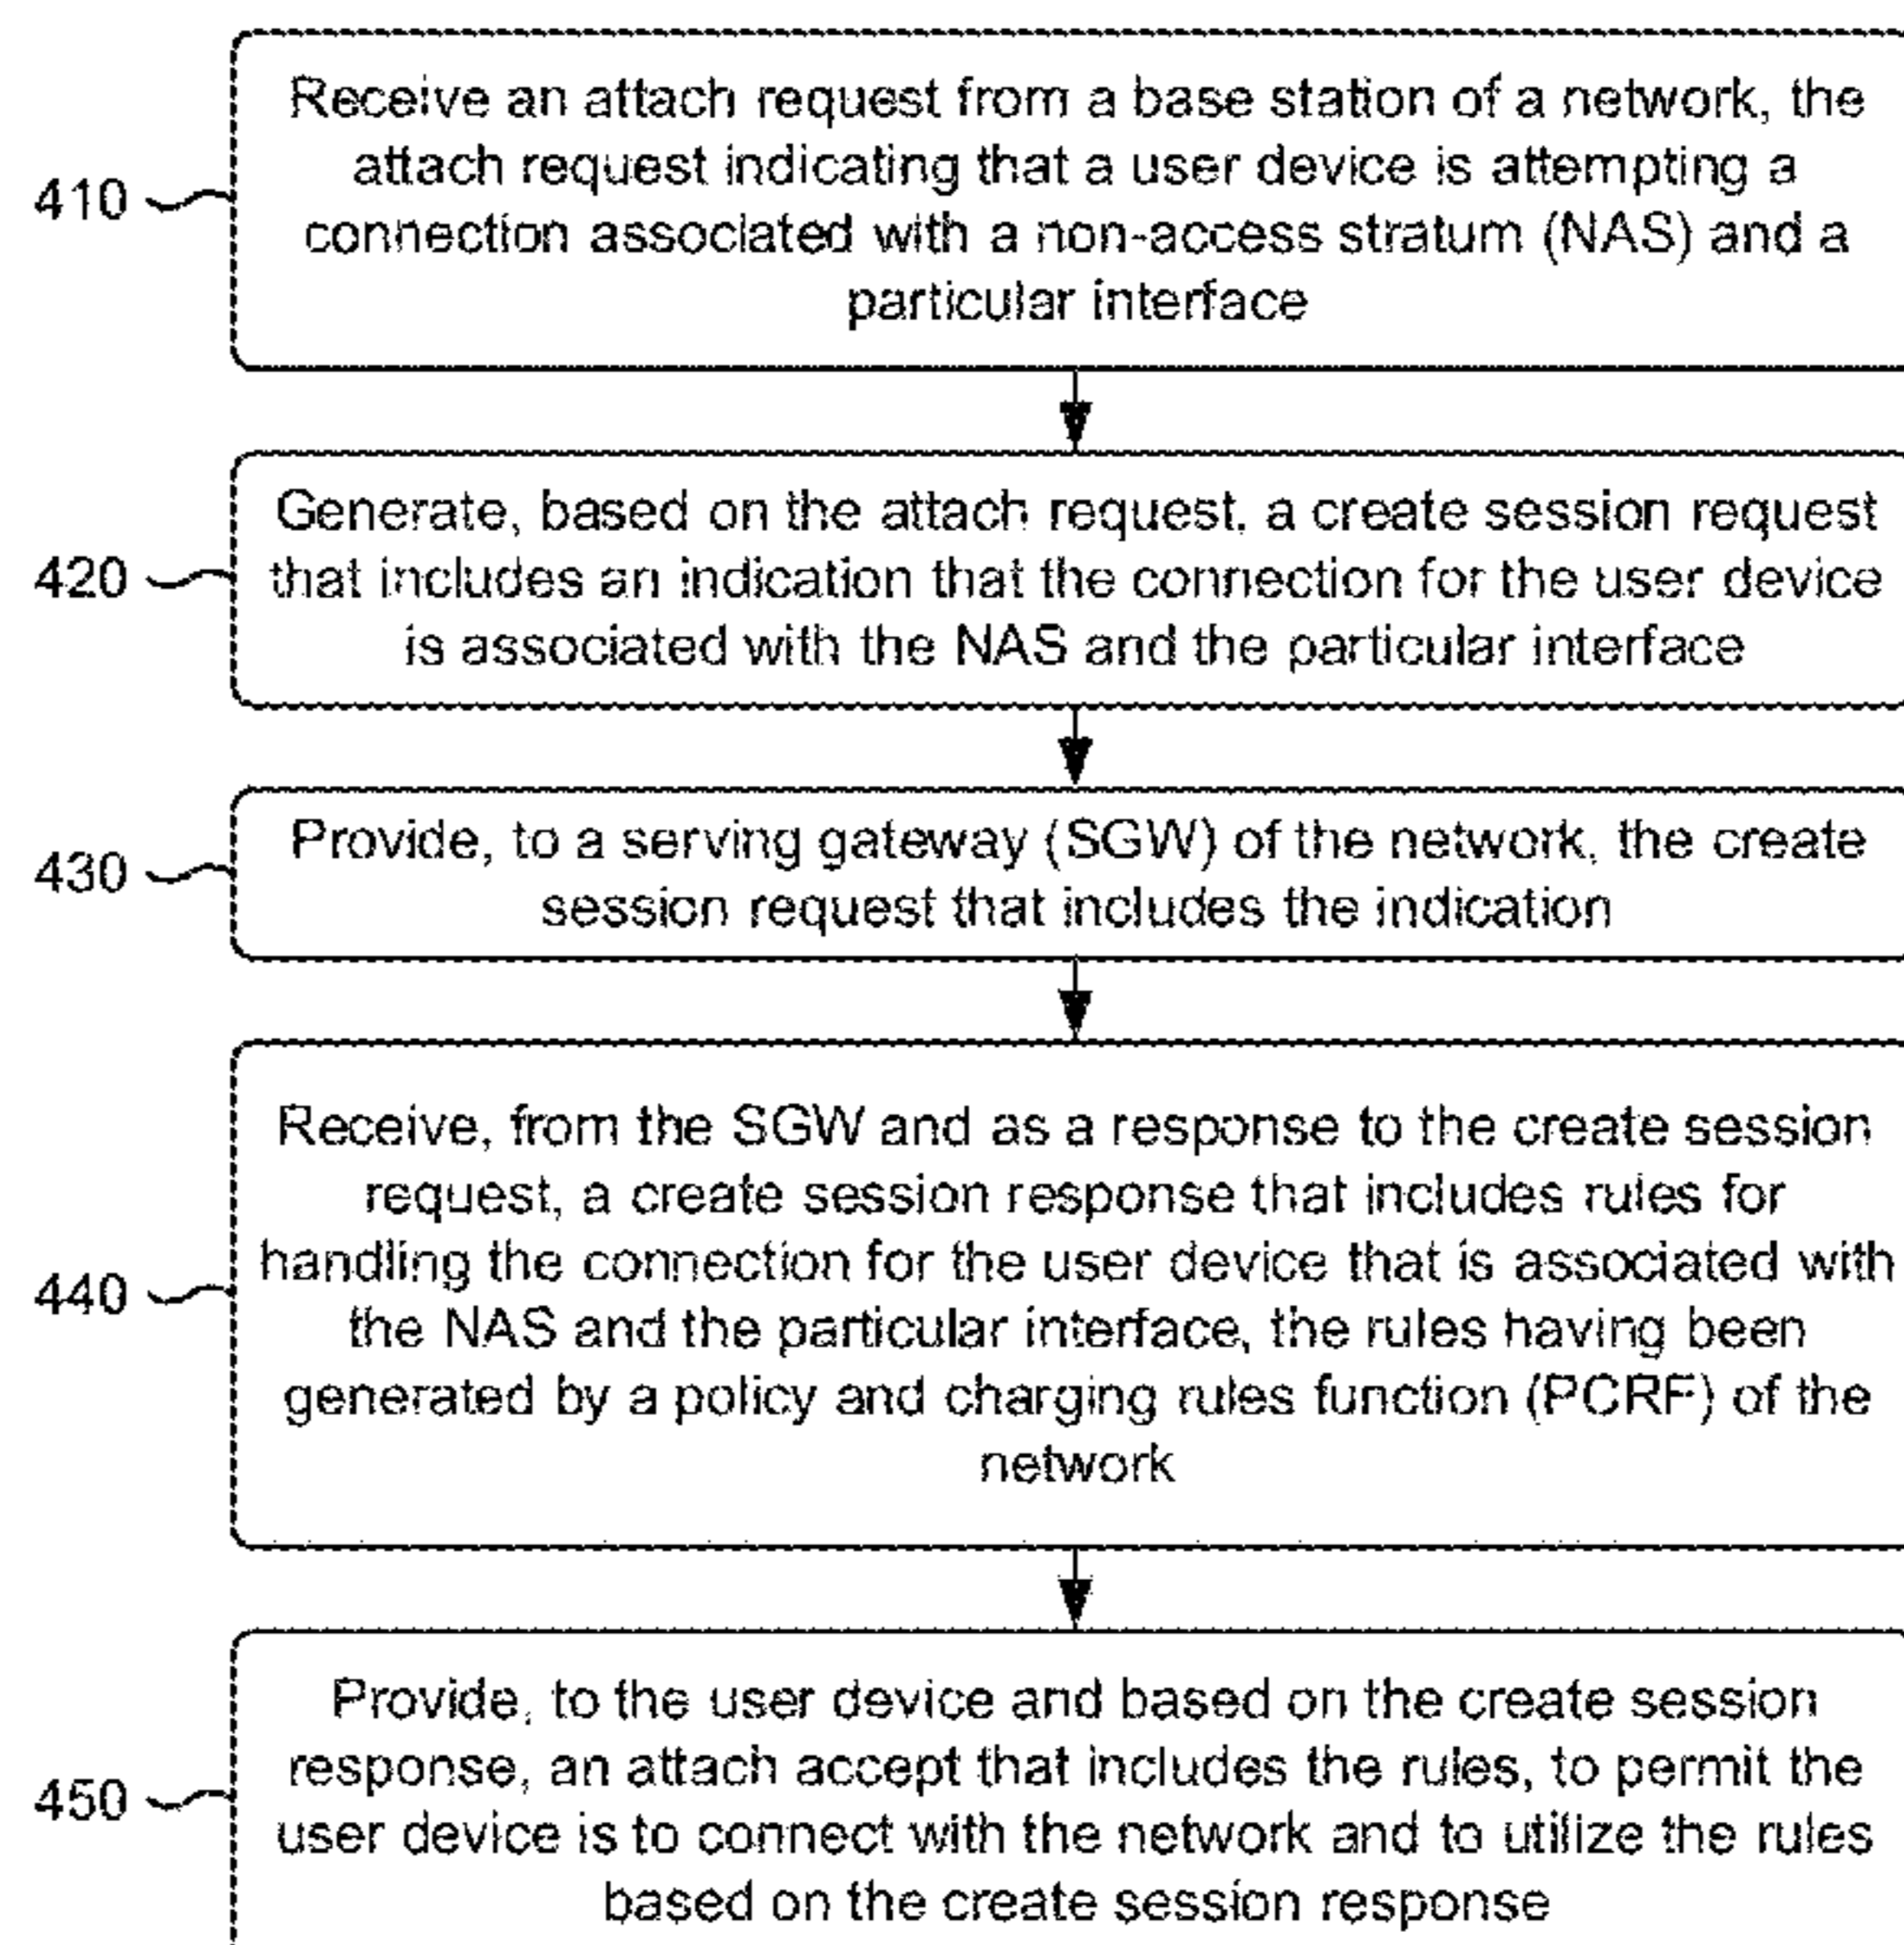 Receive an attach request from a base station of a network, the
attach request indicating that a user device is attempting a
410
connection associated with a non-access stratum (NAS) and a
particular interface
Generate, based on the attach request, a create session request
420
that includes an indication that the connection for the user device
is associated with the NAS and the particular interface
Provide, to a serving gateway (SGW) of the network, the create
430
session request that includes the indication
Receive, from the SGW and as a response to the create session
request, a create session response that includes rules for
handling the connection for the user device that is associated with
440
the NAS and the particular interface, the rules having been
generated by a policy and charging rules function (PCRF) of the
network
Provide, to the user device and based on the create session
response, an attach accept that includes the rules, to permit the
450
user device is to connect with the network and to utilize the rules
based on the create session response